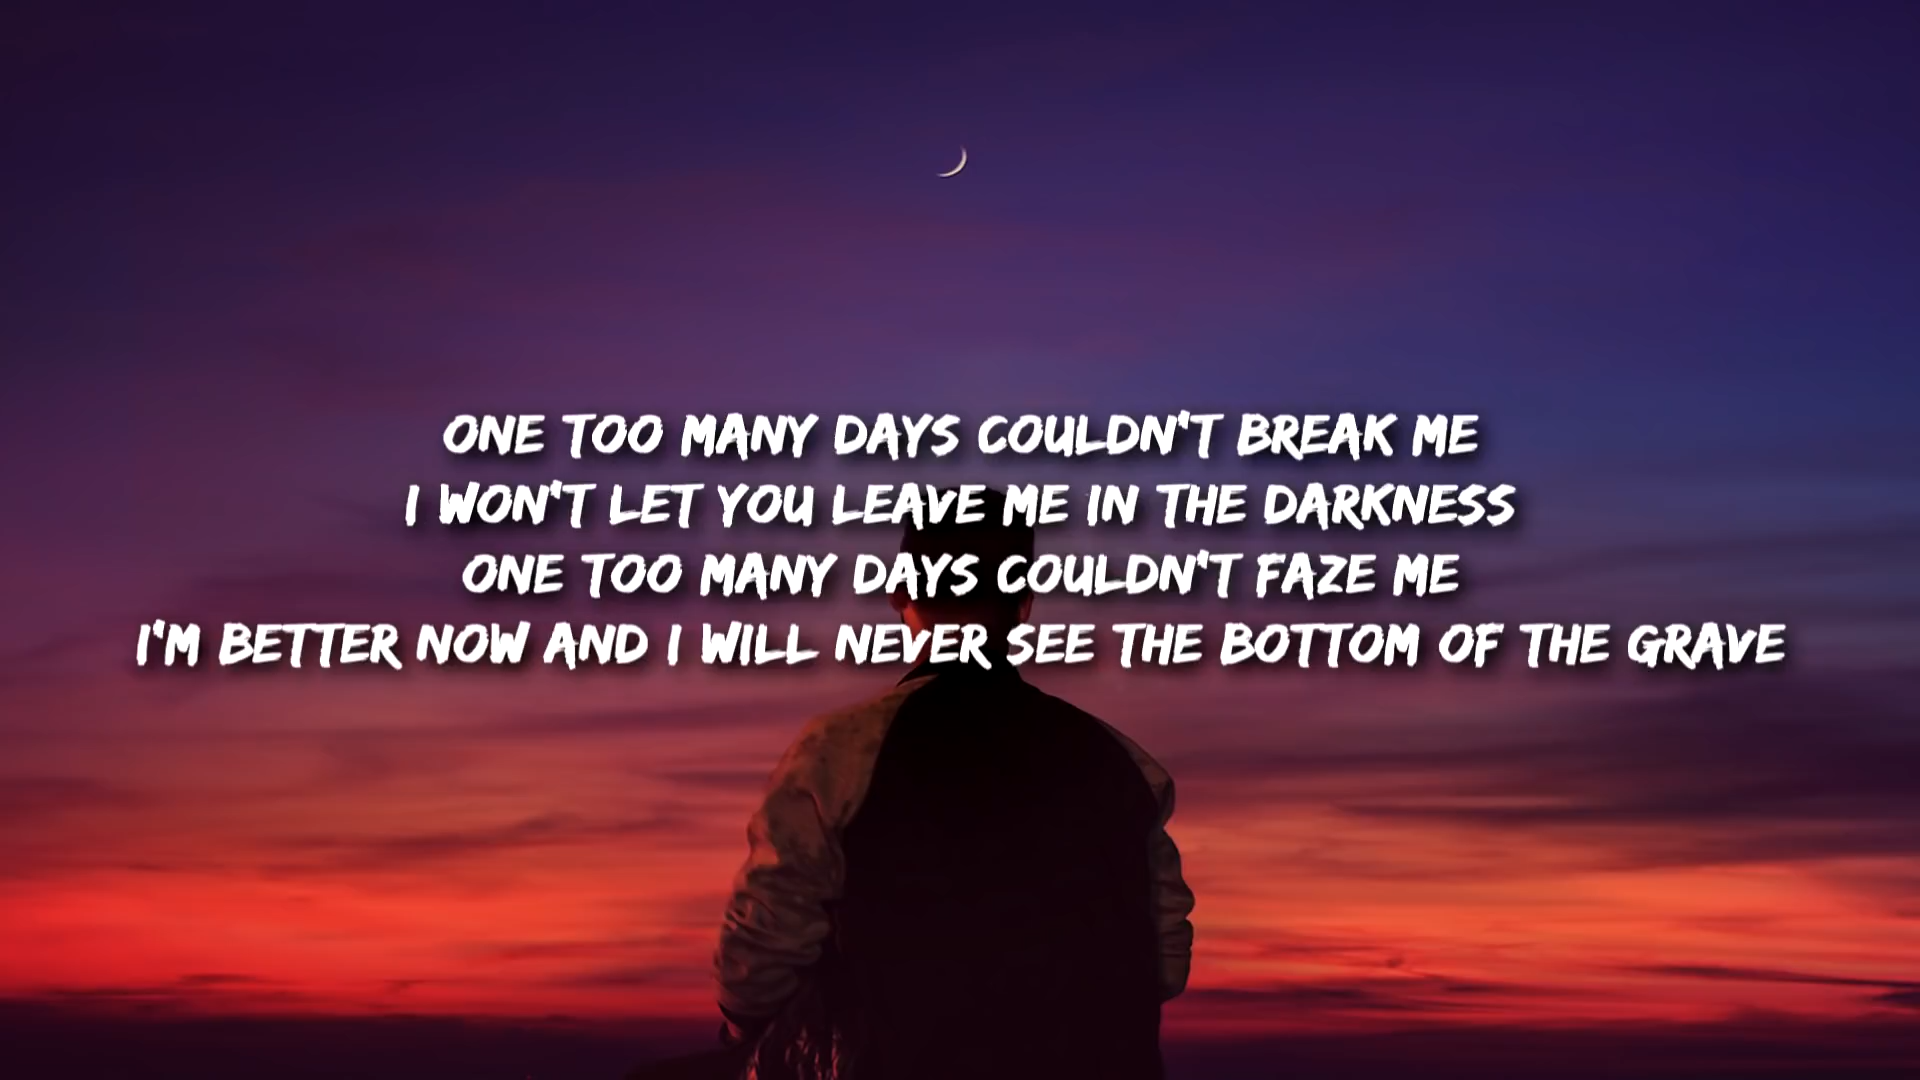 ONE TOO MANY DAYS COULDN'T BREAK ME
I WON'T LET YOU LEAVE ME IN THE DARKNESS
ONE TOO MANY DAYS COULDN'T FAZE ME
I'M BETTER NOW AND I WILL NEVER SEE THE BOTTOM OF THE GRAVE